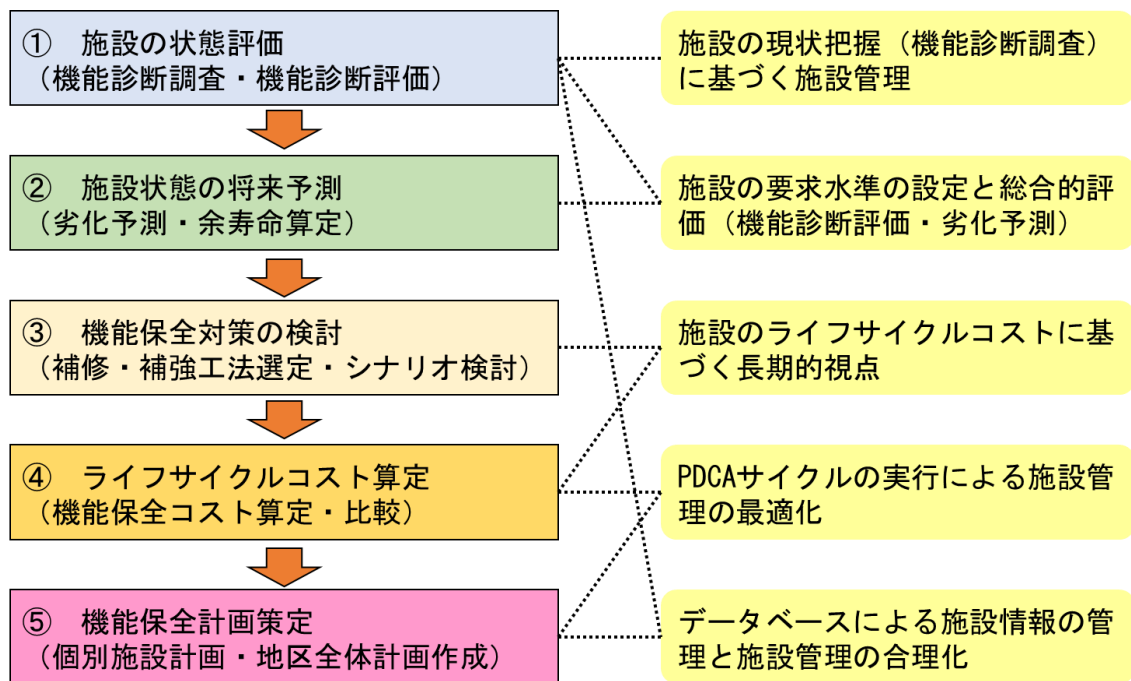 ① 施設の状態評価
（機能診断調査・機能診断評価）
施設の現状把握（機能診断調査）
に基づく施設管理
② 施設状態の将来予測
（劣化予測・余寿命算定）
施設の要求水準の設定と総合的評
価（機能診断評価・劣化予測）
③ 機能保全対策の検討
（補修・補強工法選定・シナリオ検討）
施設のライフサイクルコストに基
づく長期的視点
④ ライフサイクルコスト算定
（機能保全コスト算定・比較）
PDCAサイクルの実行による施設管
理の最適化
⑤ 機能保全計画策定
（個別施設計画・地区全体計画作成）
データベースによる施設情報の管
理と施設管理の合理化